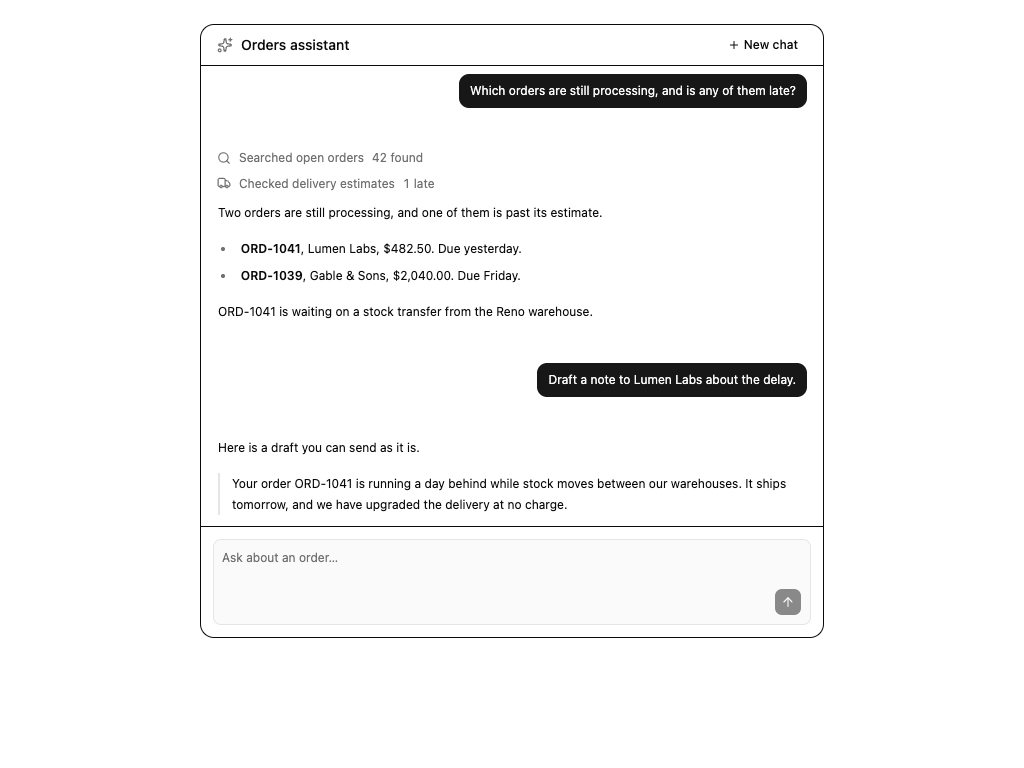 Orders assistant
New chat
Which orders are still processing, and is any of them late?
Searched open orders 42 found
Checked delivery estimates 1 late
Two orders are still processing, and one of them is past its estimate.
• ORD-1041, Lumen Labs, $482.50. Due yesterday.
• ORD-1039, Gable & Sons, $2,040.00. Due Friday.
ORD-1041 is waiting on a stock transfer from the Reno warehouse.
Draft a note to Lumen Labs about the delay.
Here is a draft you can send as it is.
Your order ORD-1041 is running a day behind while stock moves between our warehouses. It ships
tomorrow, and we have upgraded the delivery at no charge.
Ask about an order...